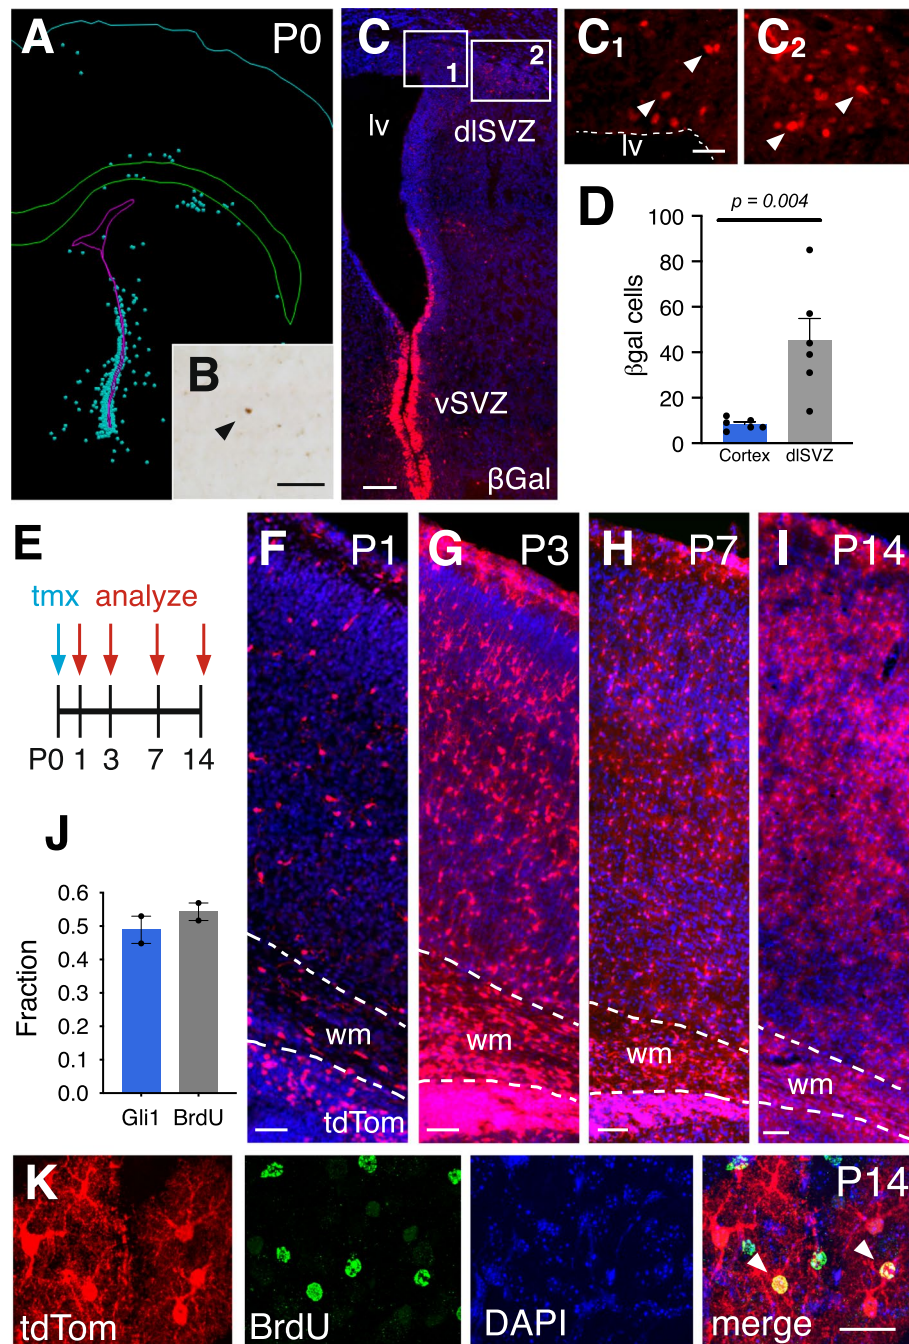 A P0
B
C
1
2
lv
dlSVZ
vSVZ
βGal
C1
lv
C2
D
p = 0.004
βgal cells
100
80
60
40
20
0
Cortex dlSVZ
E
tmx analyze
P0 1 3 7 14
F P1
wm
tdTom
G P3
wm
H P7
wm
I P14
wm
J
Fraction
0.6
0.5
0.4
0.3
0.2
0.1
0.0
Gli1 BrdU
K
tdTom
BrdU
DAPI
P14
merge